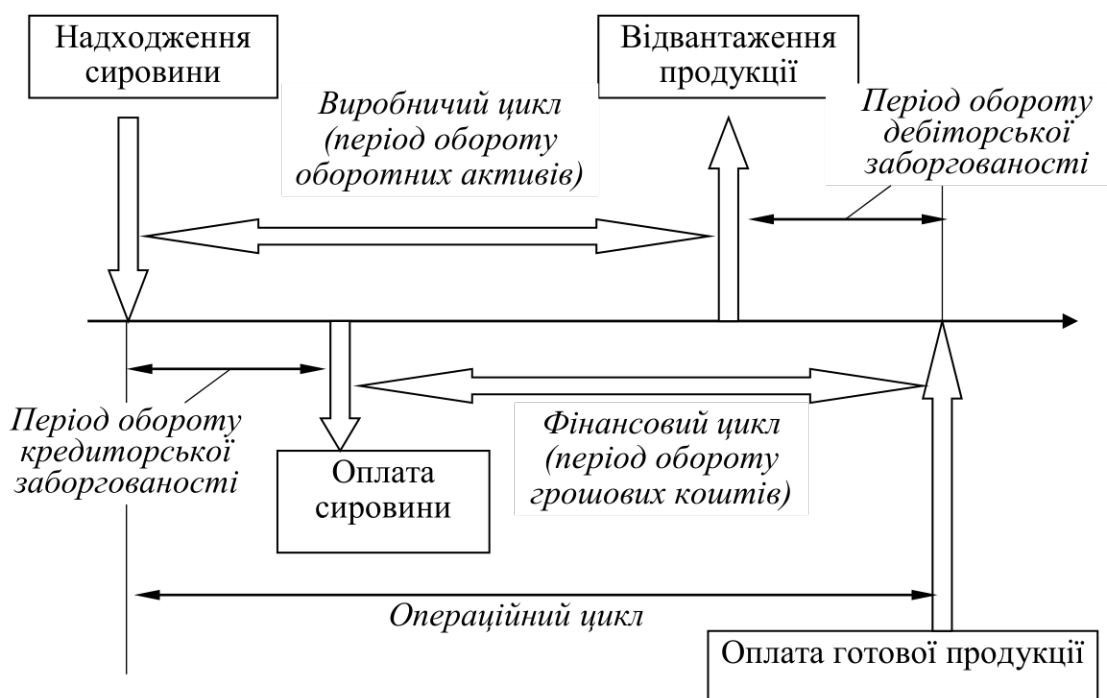 Надходження
сировини
Відвантаження
продукції
Виробничий цикл
(період обороту
оборотних активів)
Період обороту
дебіторської
заборгованості
Період обороту
кредиторської
заборгованості
Оплата
сировини
Фінансовий цикл
(період обороту
грошових коштів)
Операційний цикл
Оплата готової продукції